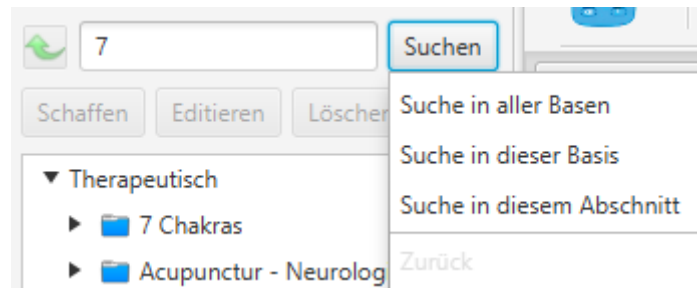 7 Suchen
Schaffen Editieren Löschen
Suche in aller Basen
Suche in dieser Basis
Suche in diesem Abschnitt
Zurück
Therapeutisch
7 Chakras
Acupunctur - Neurolog